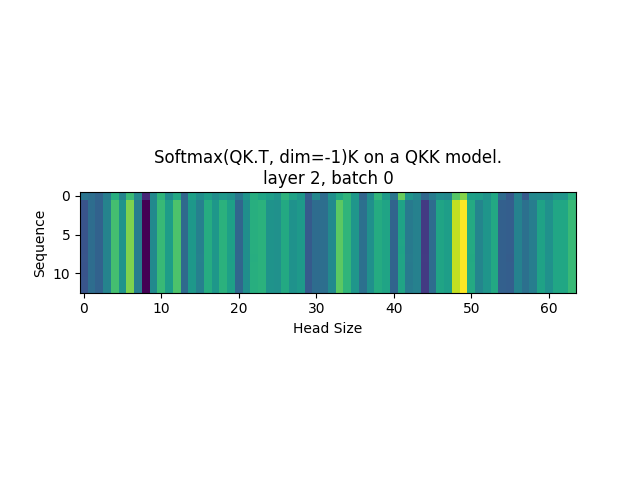 Softmax(QK.T, dim=-1)K on a QKK model.
layer 2, batch 0
0
5
10
Sequence
0 10 20 30 40 50 60
Head Size